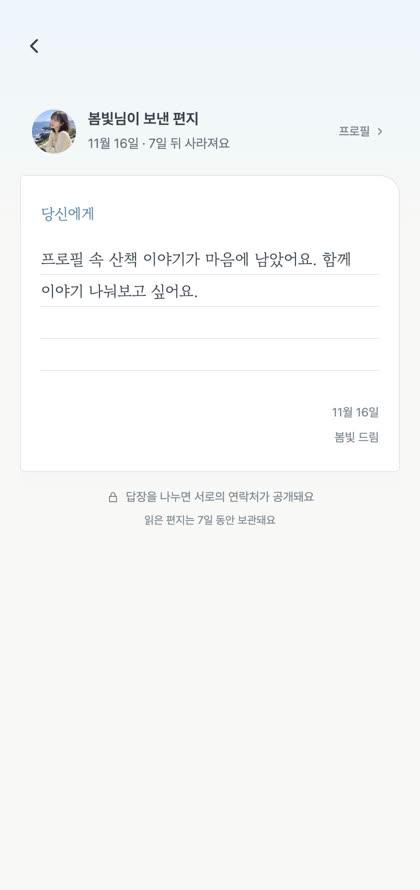 봄빛님이 보낸 편지
11월 16일 · 7일 뒤 사라져요
프로필
당신에게
프로필 속 산책 이야기가 마음에 남았어요. 함께
이야기 나눠보고 싶어요.
11월 16일
봄빛 드림
답장을 나누면 서로의 연락처가 공개돼요
읽은 편지는 7일 동안 보관돼요